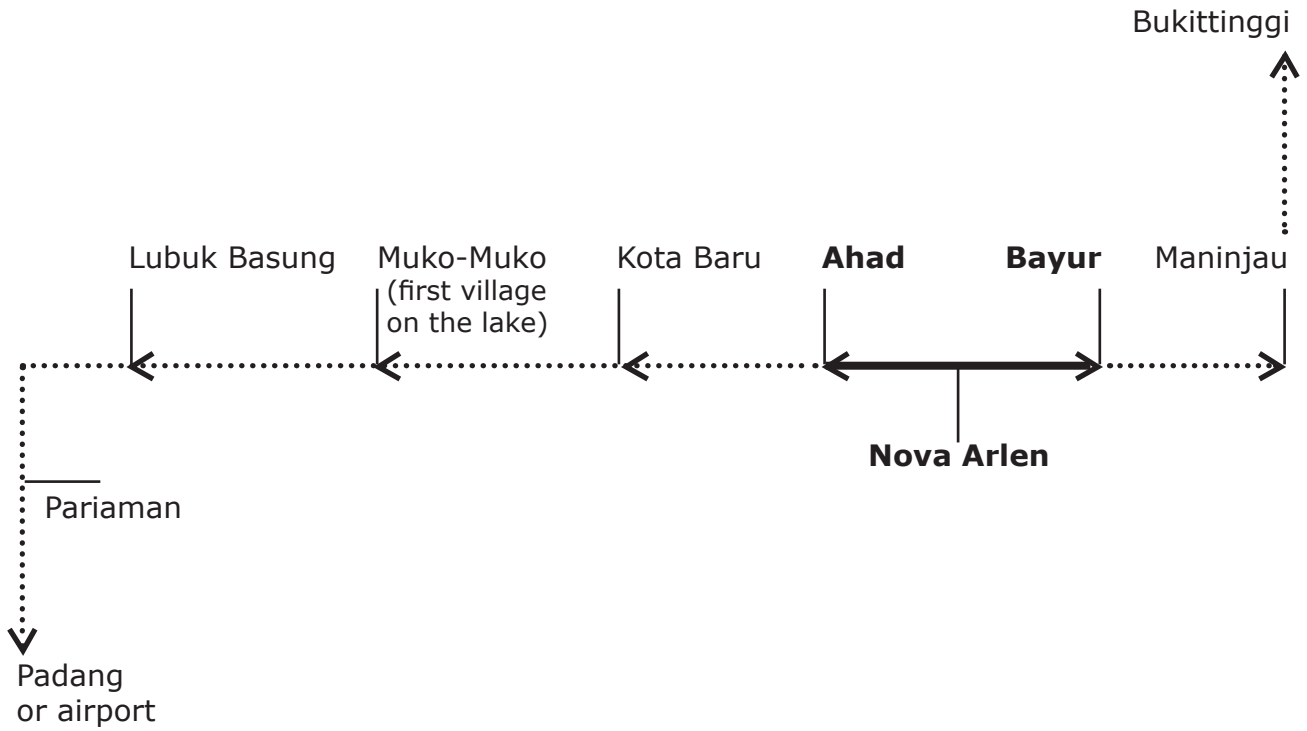 Bukittinggi
Lubuk Basung
Muko-Muko
(first village
on the lake)
Kota Baru
Ahad
Bayur
Maninjau
Nova Arlen
Pariaman
Padang
or airport